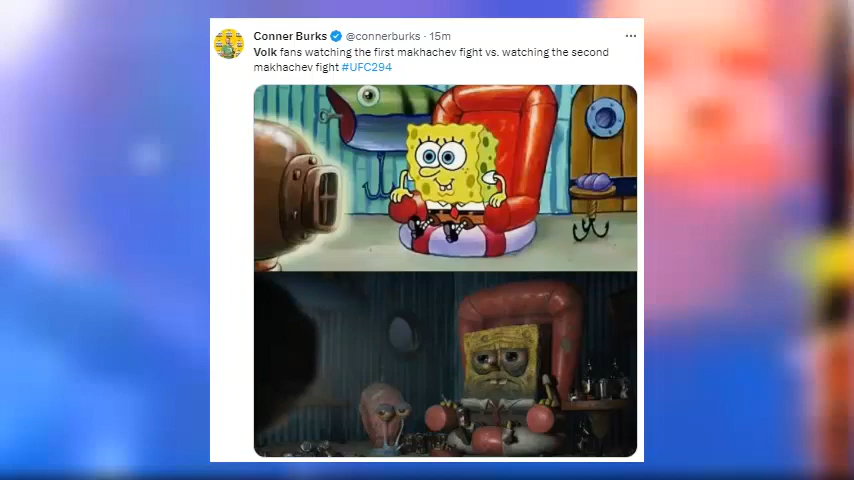 Conner Burks @connerburks · 15m
Volk fans watching the first makhachev fight vs. watching the second
makhachev fight #UFC294